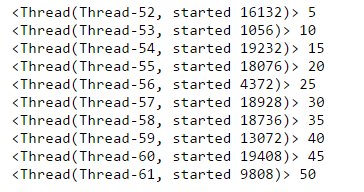 <Thread(Thread-52, started 16132)> 5
<Thread(Thread-53, started 1056)> 10
<Thread(Thread-54, started 19232)> 15
<Thread(Thread-55, started 18076)> 20
<Thread(Thread-56, started 4372)> 25
<Thread(Thread-57, started 18928)> 30
<Thread(Thread-58, started 18736)> 35
<Thread(Thread-59, started 13072)> 40
<Thread(Thread-60, started 19408)> 45
<Thread(Thread-61, started 9808)> 50